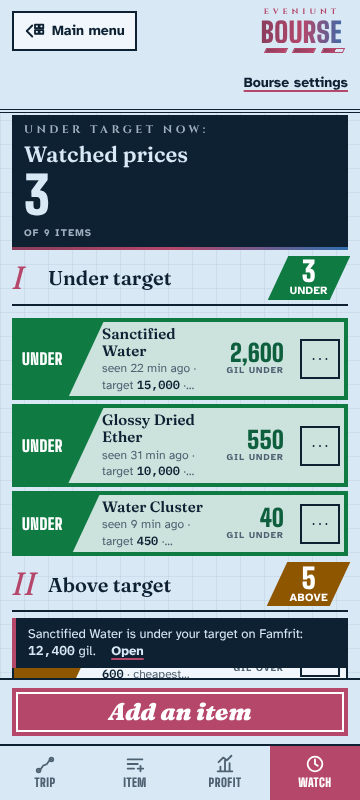 Main menu
EVENIUNT
BOURSE
Bourse settings
UNDER TARGET NOW:
Watched prices
3
OF 9 ITEMS
I Under target
3
UNDER
UNDER
Sanctified
Water
seen 22 min ago ·
target 15,000 ·…
2,600
GIL UNDER
...
UNDER
Glossy Dried
Ether
seen 31 min ago ·
target 10,000 ·…
550
GIL UNDER
...
UNDER
Water Cluster
seen 9 min ago ·
target 450 ·…
40
GIL UNDER
...
II Above target
5
ABOVE
Sanctified Water is under your target on Famfrit:
12,400 gil. Open
600 · cheapest…
GIL OVER
Add an item
TRIP
ITEM
PROFIT
WATCH